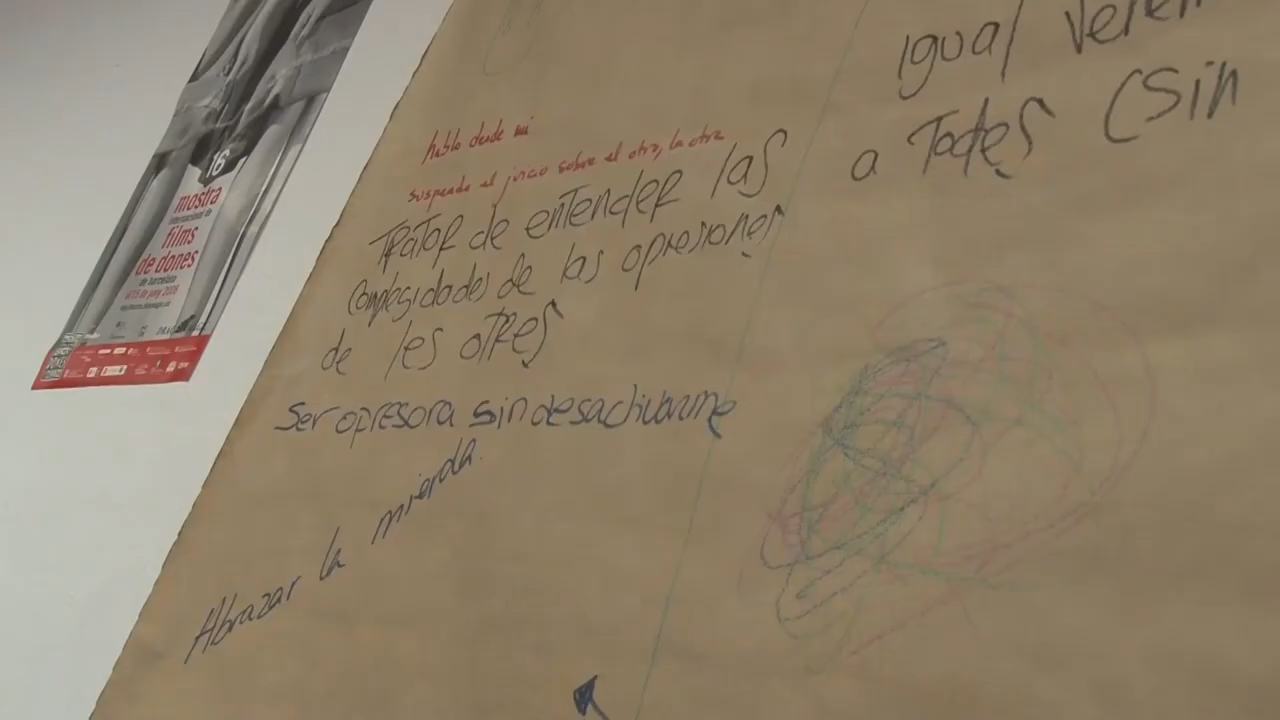 16
mostra
internacional de
films
de dones
de barcelona
hablo desde mi
suspendo el juicio sobre el otro, la otra
Tratar de entender las
complegidades de las opresiones
de les otres
Ser opresora sin desactivarme
Abrazar la mierda.
igual
a Todes (Sin